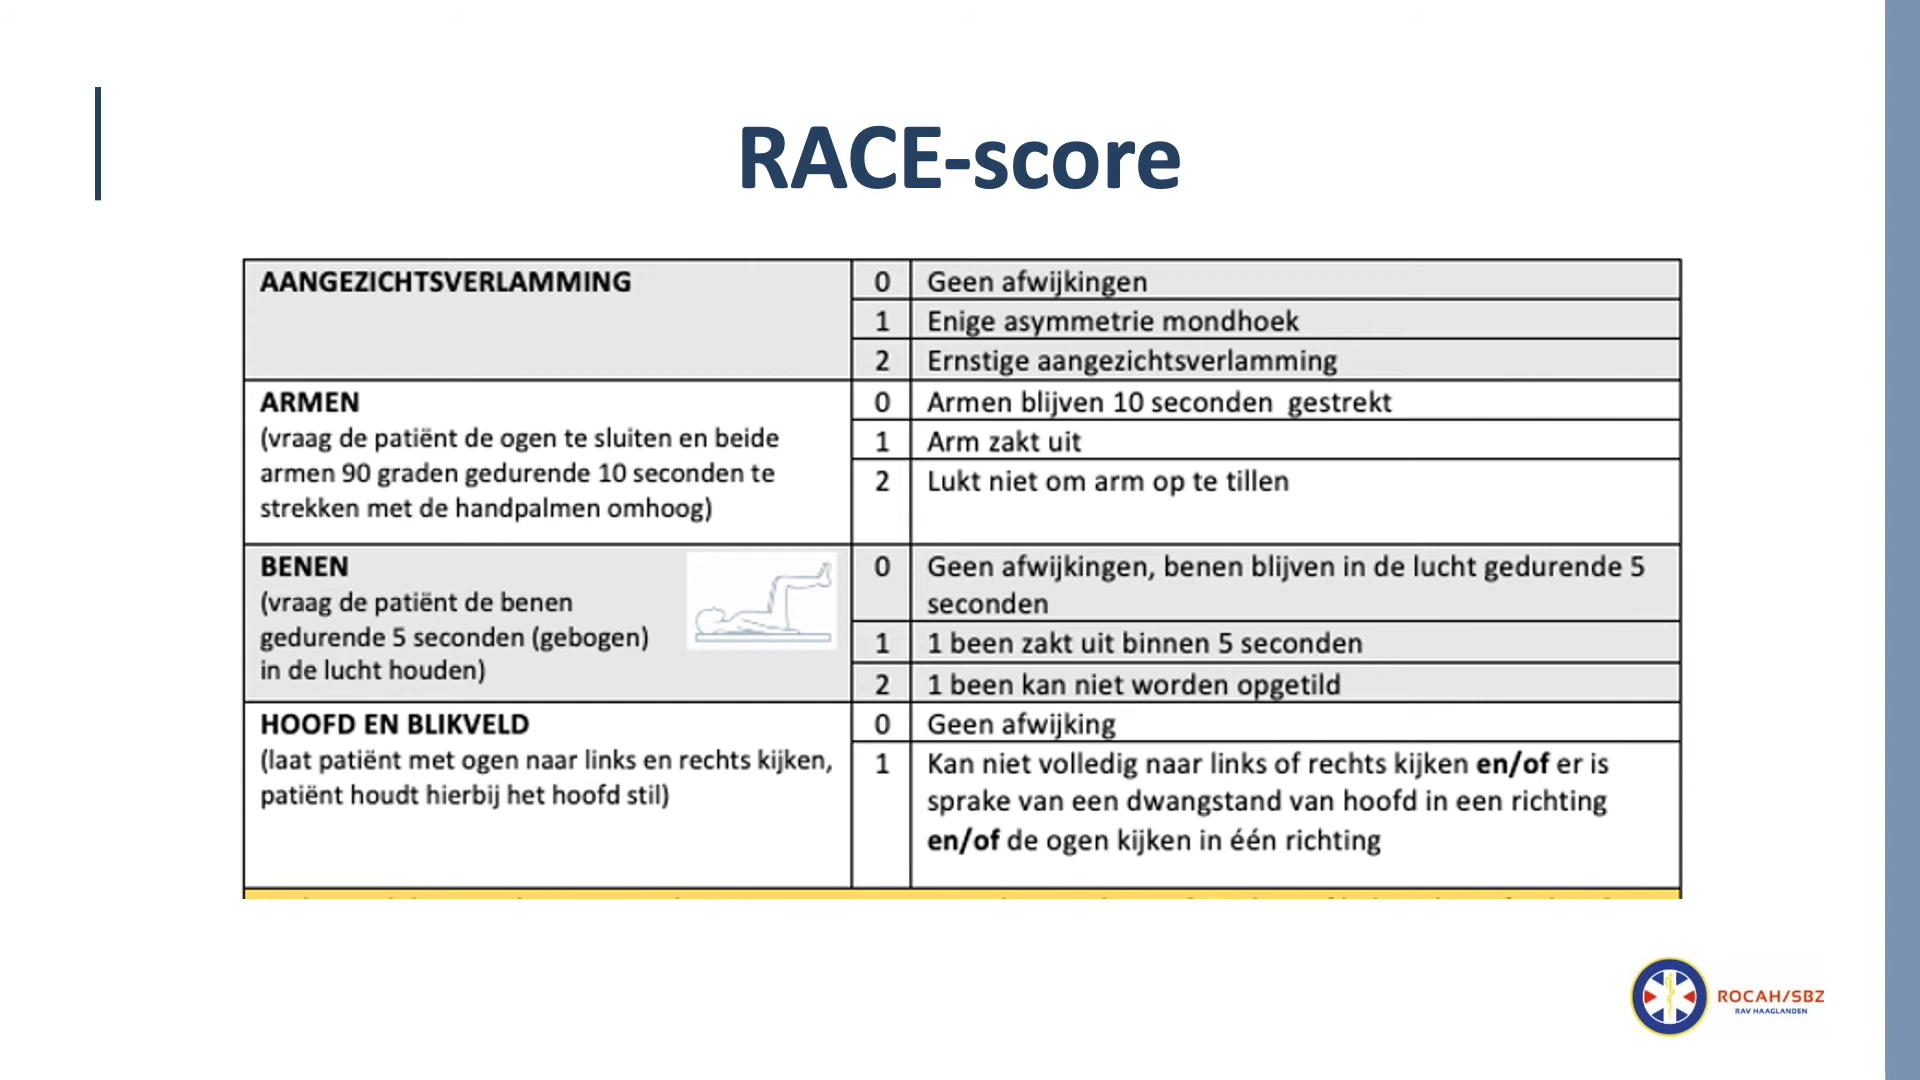 RACE-score
AANGEZICHTSVERLAMMING
0 Geen afwijkingen
1 Enige asymmetrie mondhoek
2 Ernstige aangezichtsverlamming
ARMEN
(vraag de patiënt de ogen te sluiten en beide
armen 90 graden gedurende 10 seconden te
strekken met de handpalmen omhoog)
0 Armen blijven 10 seconden gestrekt
1 Arm zakt uit
2 Lukt niet om arm op te tillen
BENEN
(vraag de patiënt de benen
gedurende 5 seconden (gebogen)
in de lucht houden)
0 Geen afwijkingen, benen blijven in de lucht gedurende 5
seconden
1 1 been zakt uit binnen 5 seconden
2 1 been kan niet worden opgetild
HOOFD EN BLIKVELD
(laat patiënt met ogen naar links en rechts kijken,
patiënt houdt hierbij het hoofd stil)
0 Geen afwijking
1 Kan niet volledig naar links of rechts kijken en/of er is
sprake van een dwangstand van hoofd in een richting
en/of de ogen kijken in één richting
ROCAH/SBZ
RAV HAAGLANDEN